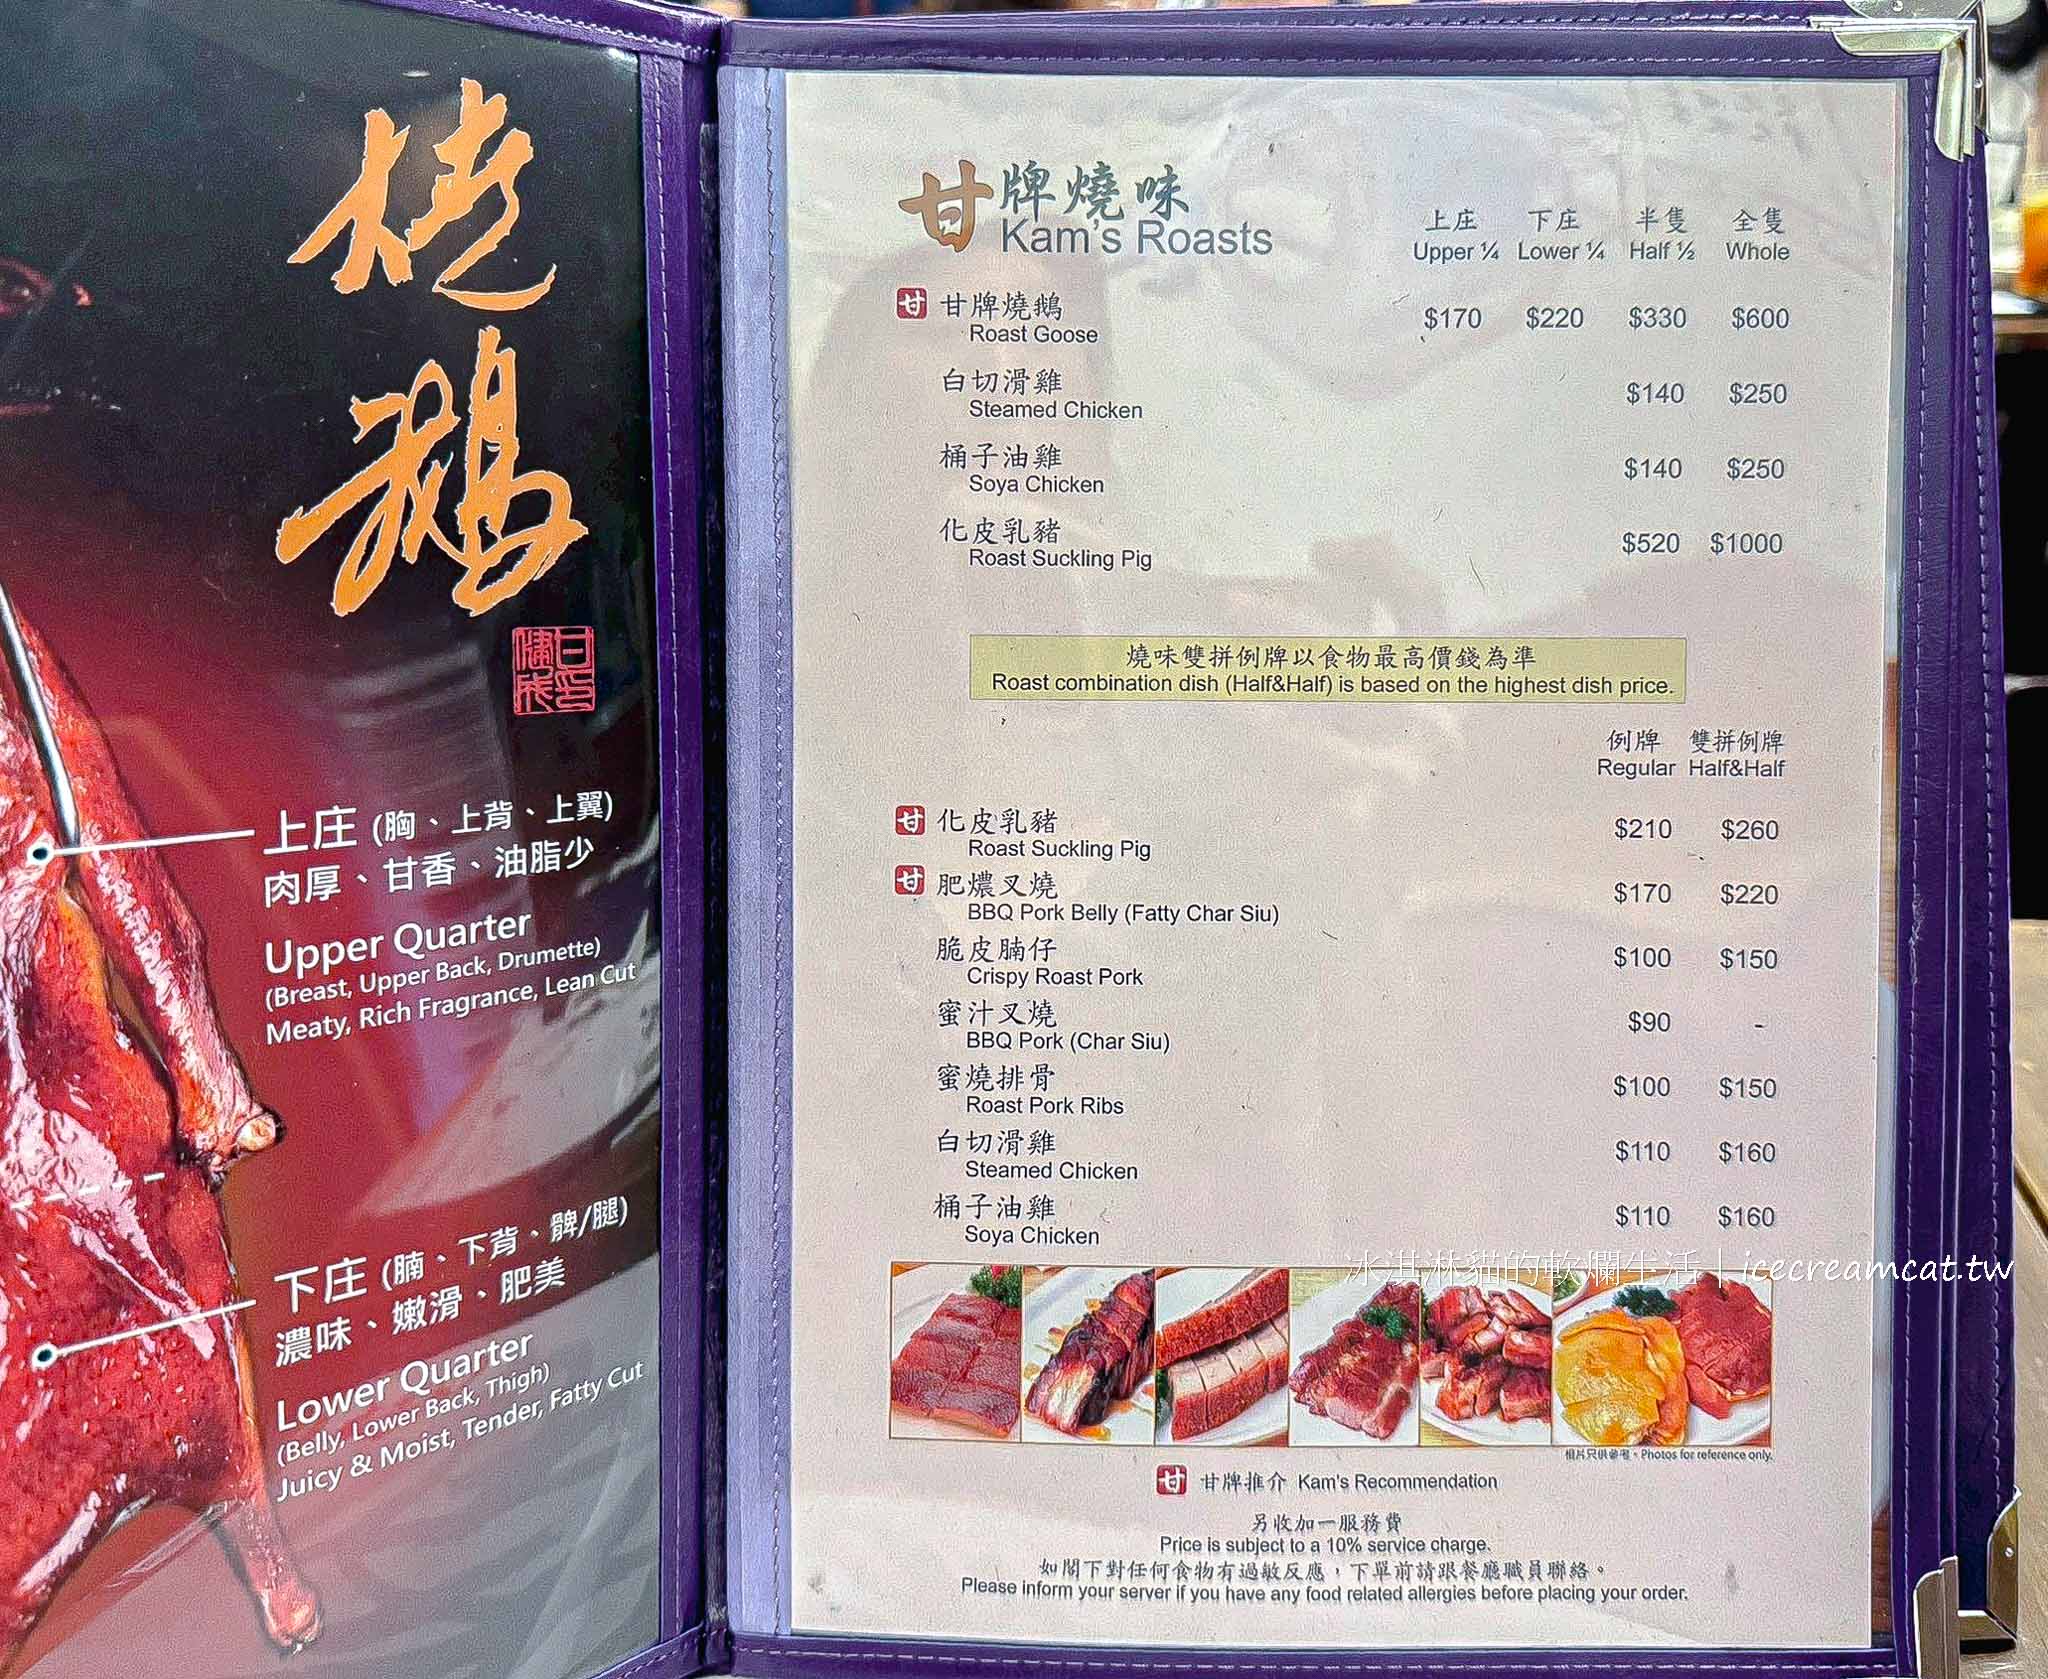 燒
鵝
甘
健
成
印
上庄 (胸、上背、上翼)
肉厚、甘香、油脂少
Upper Quarter
(Breast, Upper Back, Drumette)
Meaty, Rich Fragrance, Lean Cut
下庄 (腩、下背、髀/腿)
濃味、嫩滑、肥美
Lower Quarter
(Belly, Lower Back, Thigh)
Juicy & Moist, Tender, Fatty Cut
甘牌燒味
Kam's Roasts
上庄 下庄 半隻 全隻
Upper ¼ Lower ¼ Half ½ Whole
甘 甘牌燒鵝
Roast Goose $170 $220 $330 $600
白切滑雞
Steamed Chicken $140 $250
桶子油雞
Soya Chicken $140 $250
化皮乳豬
Roast Suckling Pig $520 $1000
燒味雙拼例牌以食物最高價錢為準
Roast combination dish (Half&Half) is based on the highest dish price.
例牌 雙拼例牌
Regular Half&Half
甘 化皮乳豬
Roast Suckling Pig $210 $260
甘 肥燶叉燒
BBQ Pork Belly (Fatty Char Siu) $170 $220
脆皮腩仔
Crispy Roast Pork $100 $150
蜜汁叉燒
BBQ Pork (Char Siu) $90 -
蜜燒排骨
Roast Pork Ribs $100 $150
白切滑雞
Steamed Chicken $110 $160
桶子油雞
Soya Chicken $110 $160
冰淇淋貓的軟爛生活｜icecreamcat.tw
相片只供參考。Photos for reference only.
甘 甘牌推介 Kam's Recommendation
另收加一服務費
Price is subject to a 10% service charge.
如閣下對任何食物有過敏反應，下單前請跟餐廳職員聯絡。
Please inform your server if you have any food related allergies before placing your order.